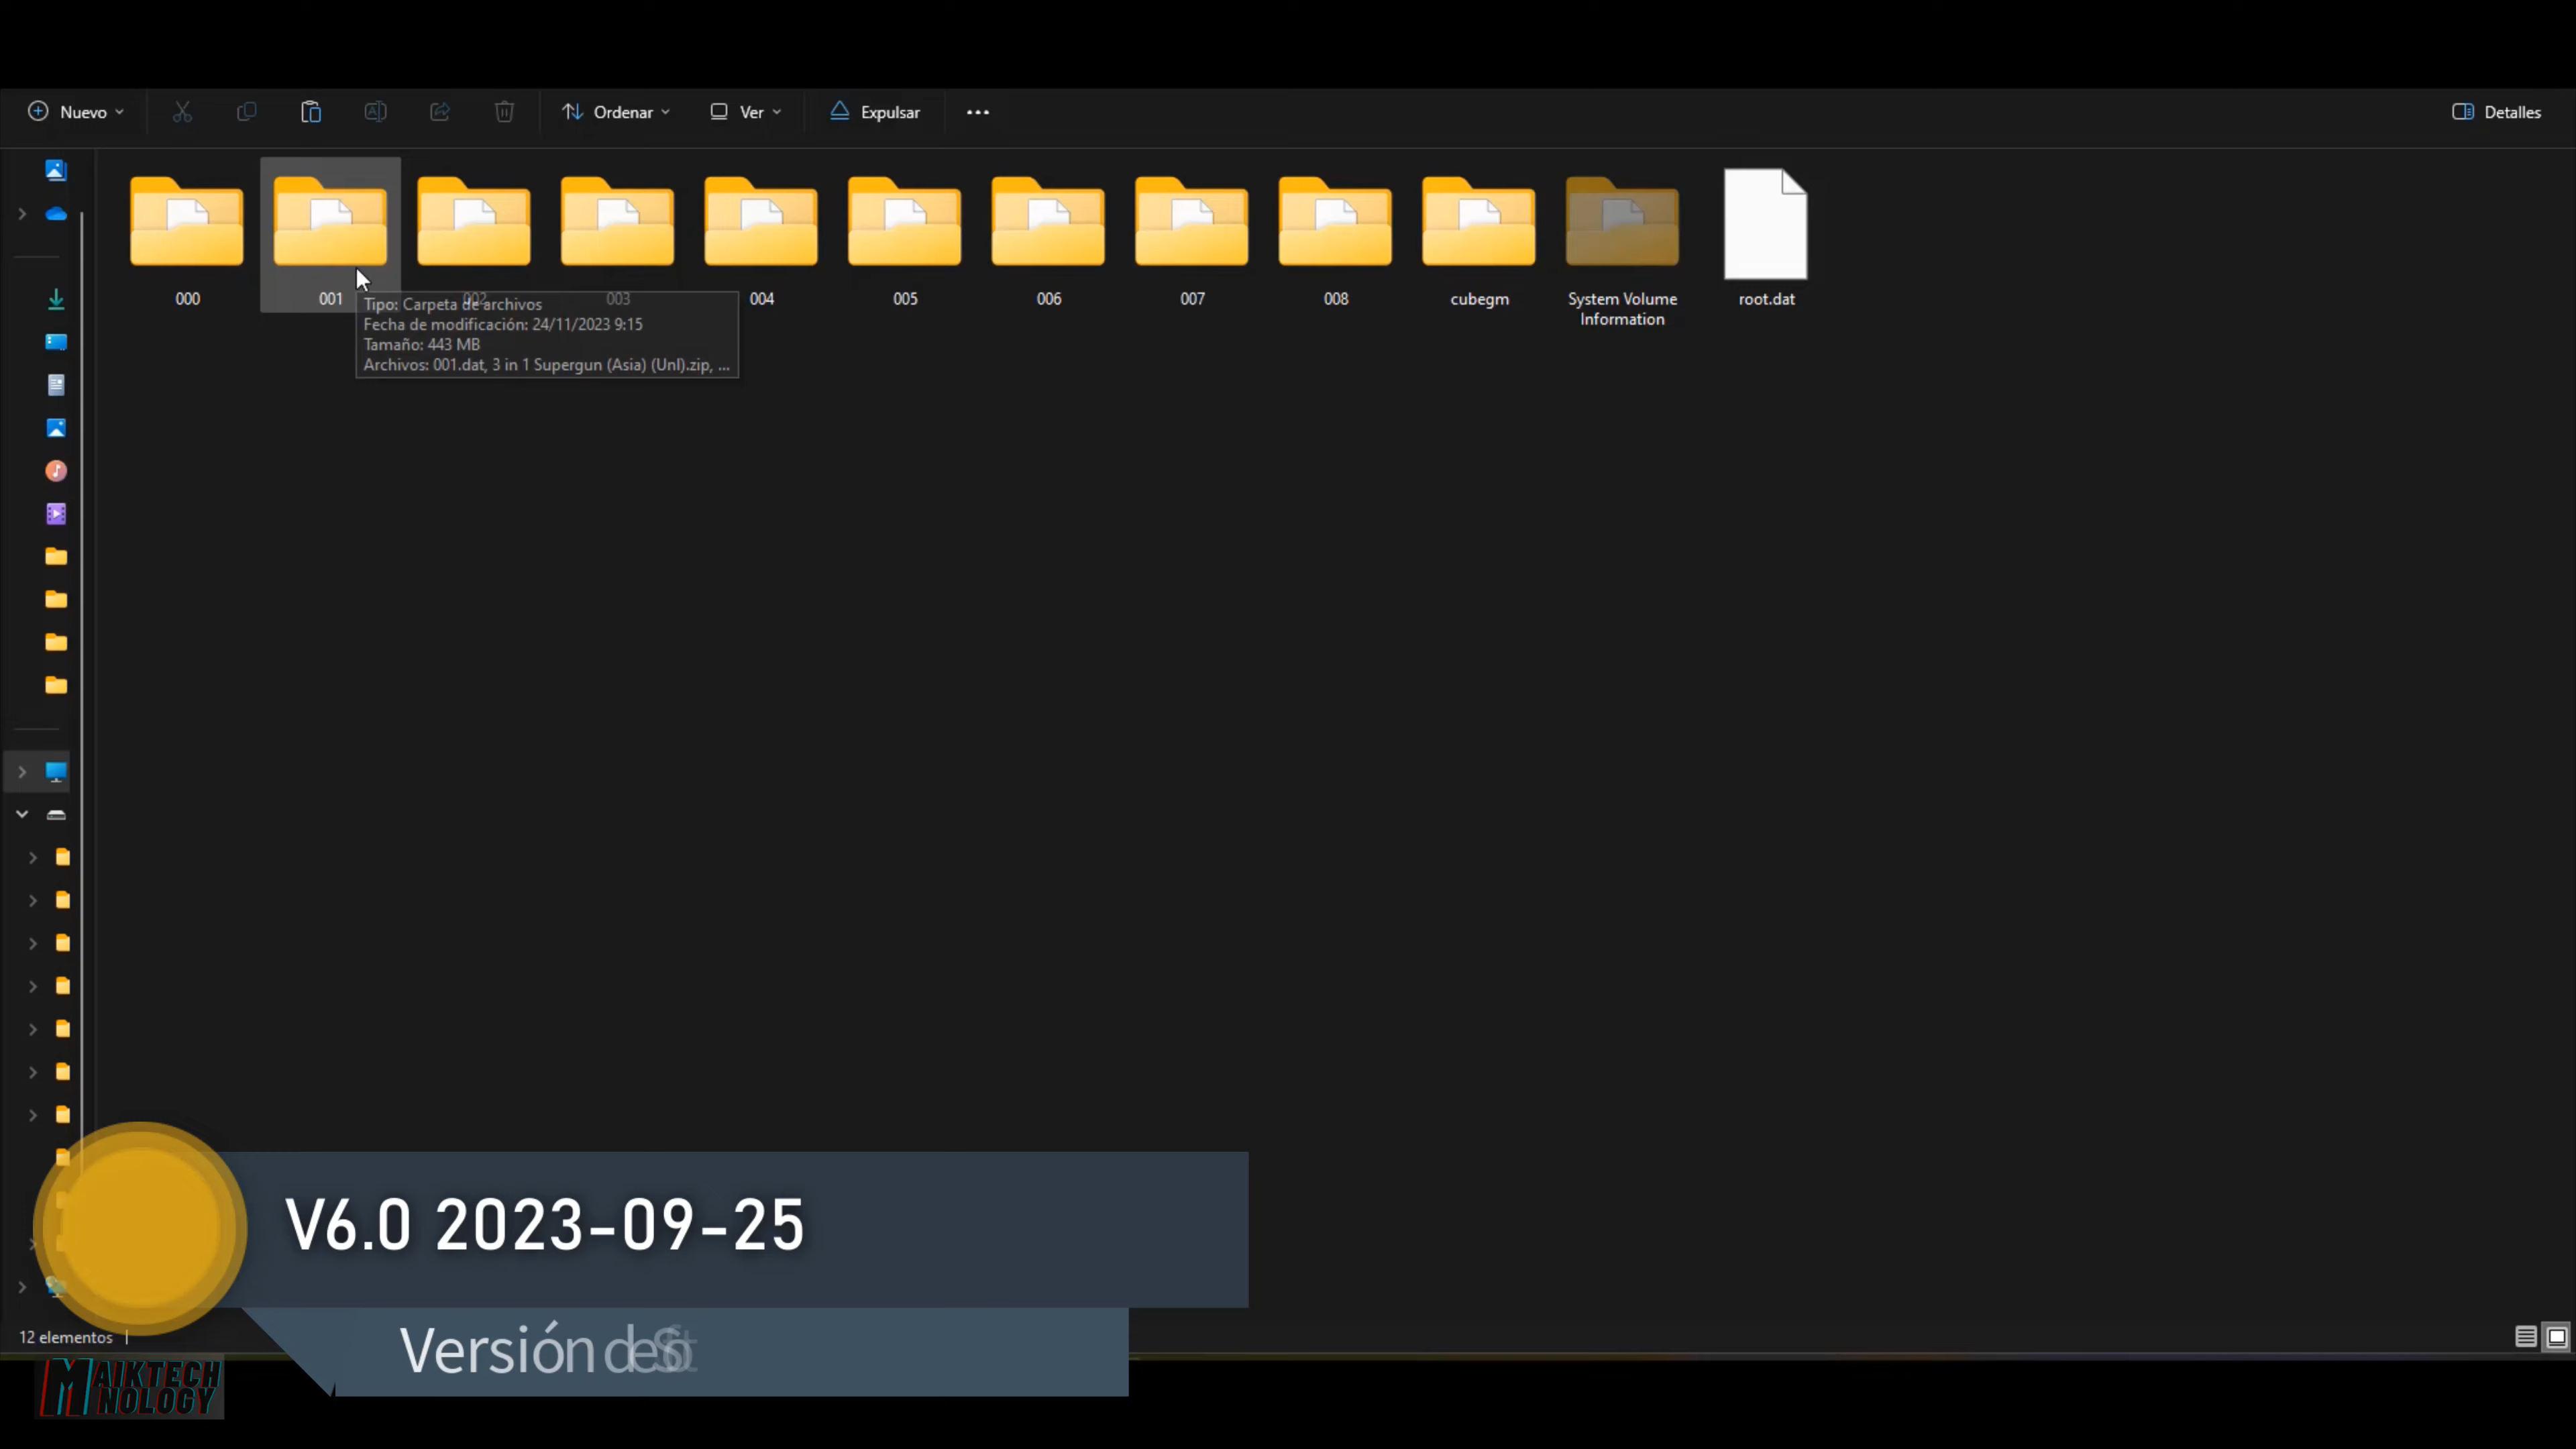 Nuevo
Ordenar
Ver
Expulsar
Detalles
000
001
002
003
004
005
006
007
008
cubegm
System Volume
Information
root.dat
Tipo: Carpeta de archivos
Fecha de modificación: 24/11/2023 9:15
Tamaño: 443 MB
Archivos: 001.dat, 3 in 1 Supergun (Asia) (Unl).zip, ...
V6.0 2023-09-25
Versión de
12 elementos
MAIKTECH
NOLOGY